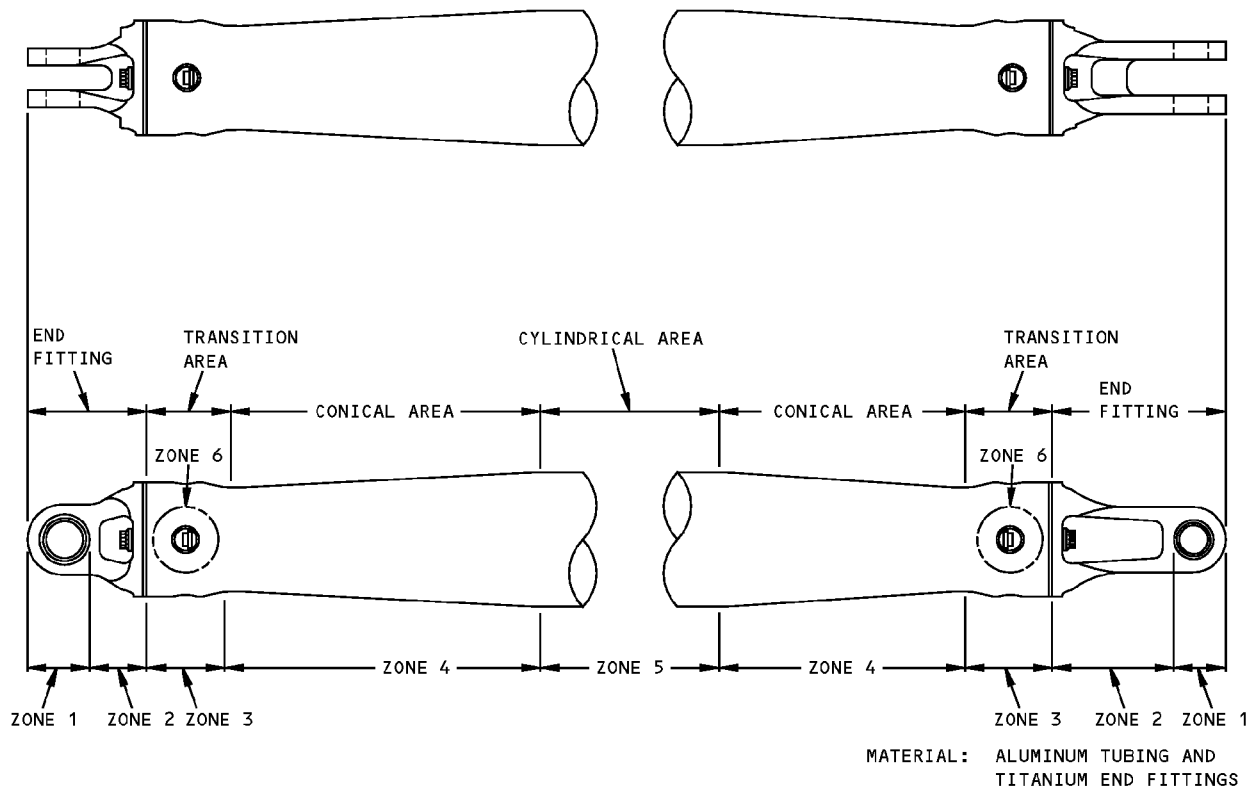 END
FITTING
TRANSITION
AREA
CYLINDRICAL AREA
TRANSITION
AREA
END
FITTING
CONICAL AREA
CONICAL AREA
ZONE 6
ZONE 6
ZONE 4
ZONE 5
ZONE 4
ZONE 1
ZONE 2
ZONE 3
ZONE 3
ZONE 2
ZONE 1
MATERIAL: ALUMINUM TUBING AND
TITANIUM END FITTINGS